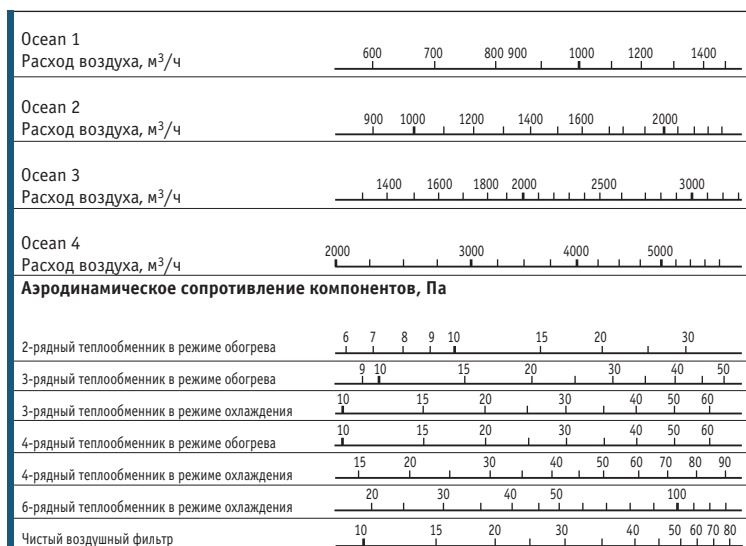 Ocean 1
Расход воздуха, м³/ч 600 700 800 900 1000 1200 1400
Ocean 2
Расход воздуха, м³/ч 900 1000 1200 1400 1600 2000
Ocean 3
Расход воздуха, м³/ч 1400 1600 1800 2000 2500 3000
Ocean 4
Расход воздуха, м³/ч 2000 3000 4000 5000
Аэродинамическое сопротивление компонентов, Па
2-рядный теплообменник в режиме обогрева 6 7 8 9 10 15 20 30
3-рядный теплообменник в режиме обогрева 9 10 15 20 30 40 50
3-рядный теплообменник в режиме охлаждения 10 15 20 30 40 50 60
4-рядный теплообменник в режиме обогрева 10 15 20 30 40 50 60
4-рядный теплообменник в режиме охлаждения 15 20 30 40 50 60 70 80 90
6-рядный теплообменник в режиме охлаждения 20 30 40 50 100
Чистый воздушный фильтр 10 15 20 30 40 50 60 70 80